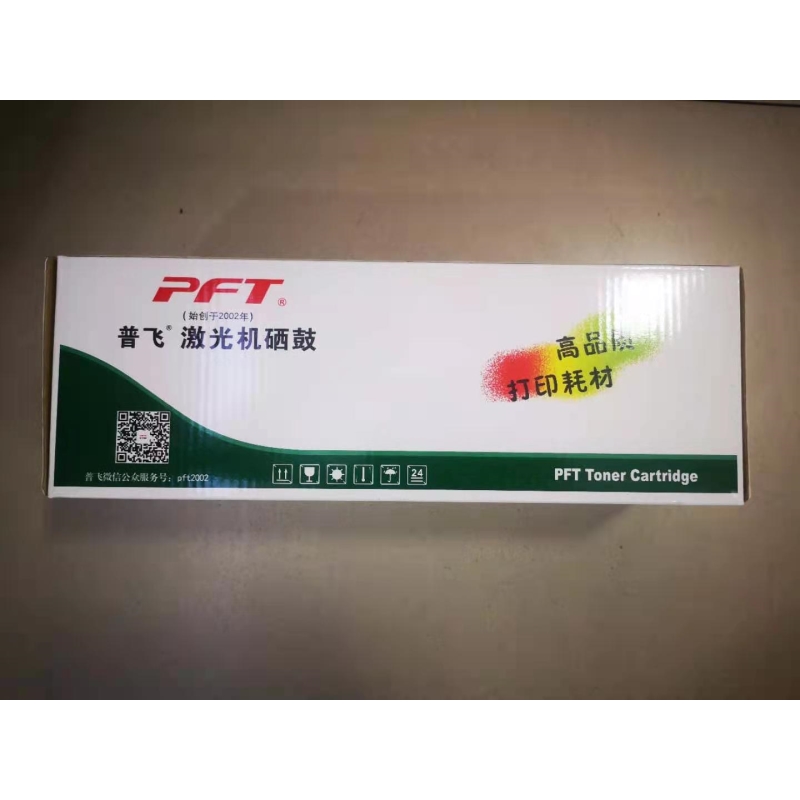 PFT®
(始创于2002年)
普飞® 激光机硒鼓
高品质
打印耗材
普飞微信公众服务号: pft2002
24
PFT Toner Cartridge